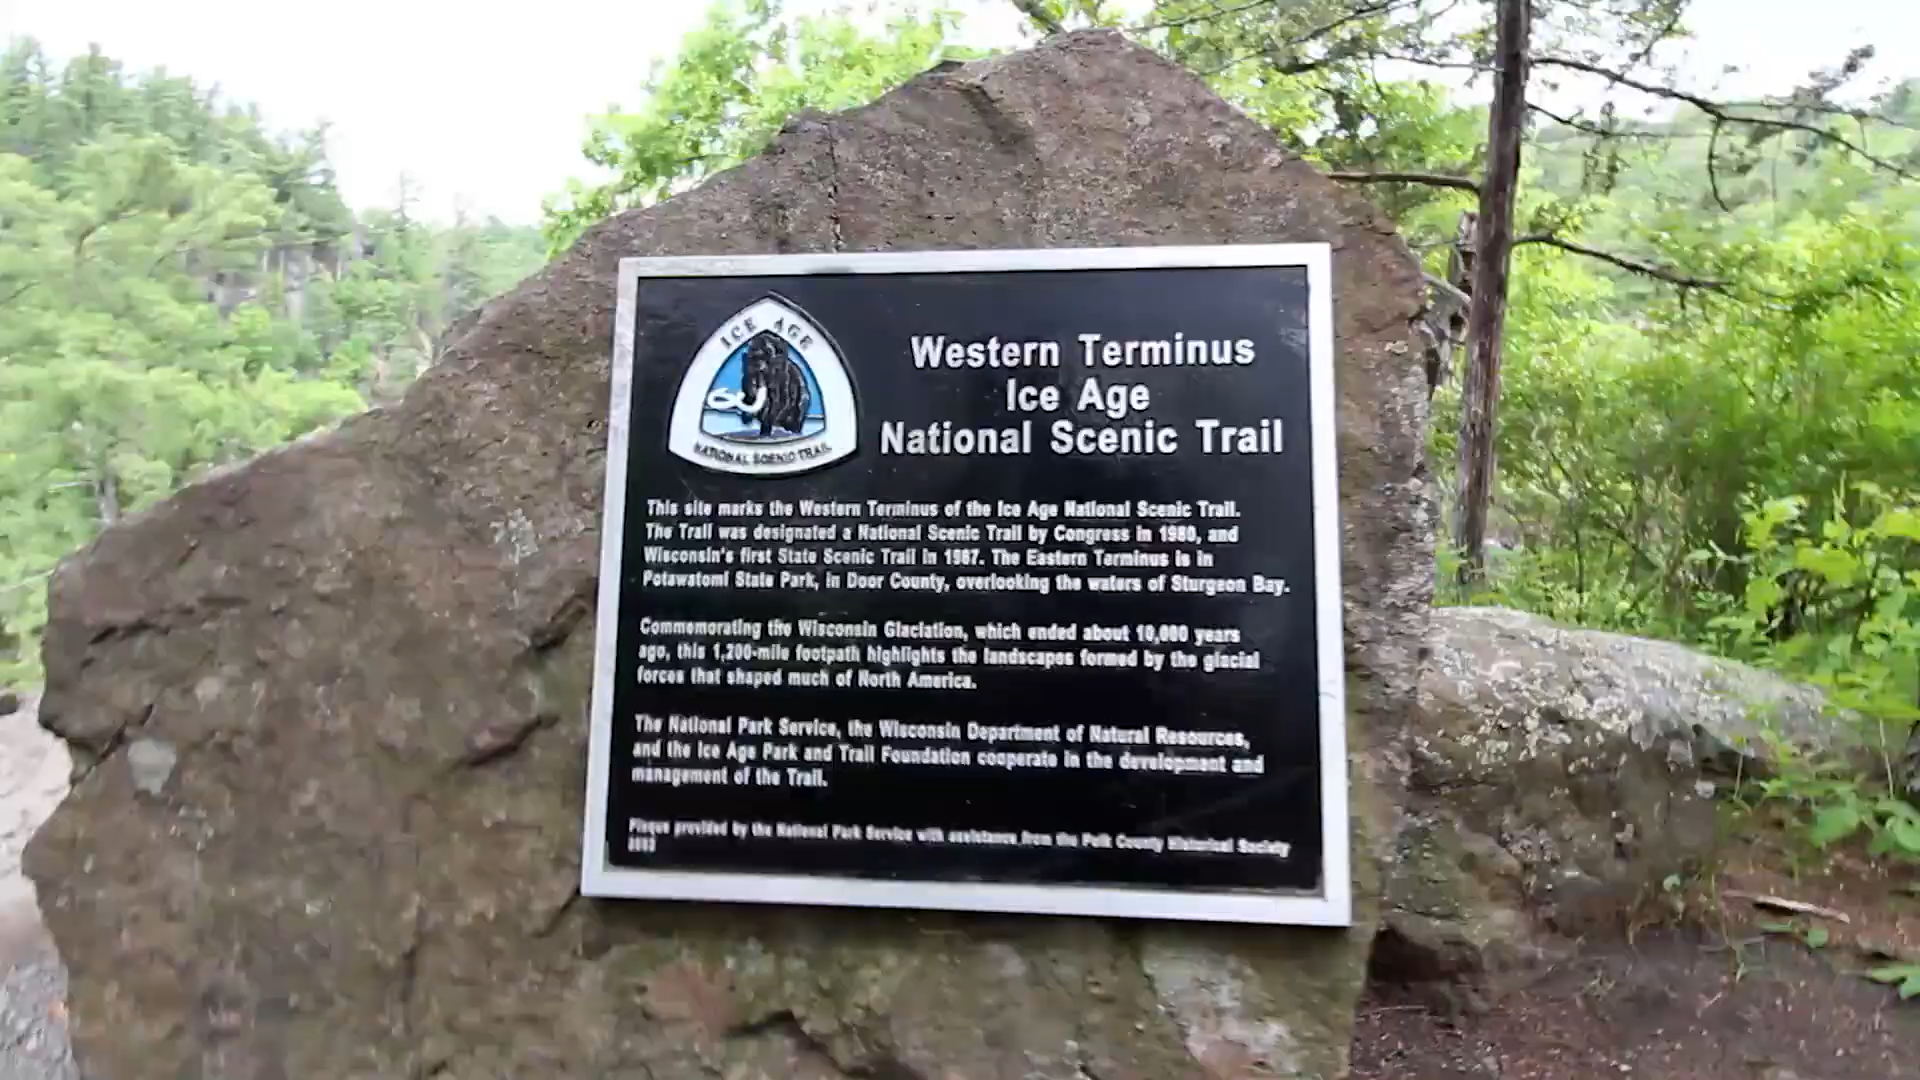 ICE AGE
NATIONAL SCENIC TRAIL
Western Terminus
Ice Age
National Scenic Trail
This site marks the Western Terminus of the Ice Age National Scenic Trail.
The Trail was designated a National Scenic Trail by Congress in 1980, and
Wisconsin's first State Scenic Trail in 1987. The Eastern Terminus is in
Potawatomi State Park, in Door County, overlooking the waters of Sturgeon Bay.
Commemorating the Wisconsin Glaciation, which ended about 10,000 years
ago, this 1,200-mile footpath highlights the landscapes formed by the glacial
forces that shaped much of North America.
The National Park Service, the Wisconsin Department of Natural Resources,
and the Ice Age Park and Trail Foundation cooperate in the development and
management of the Trail.
Plaque provided by the National Park Service with assistance from the Polk County Historical Society